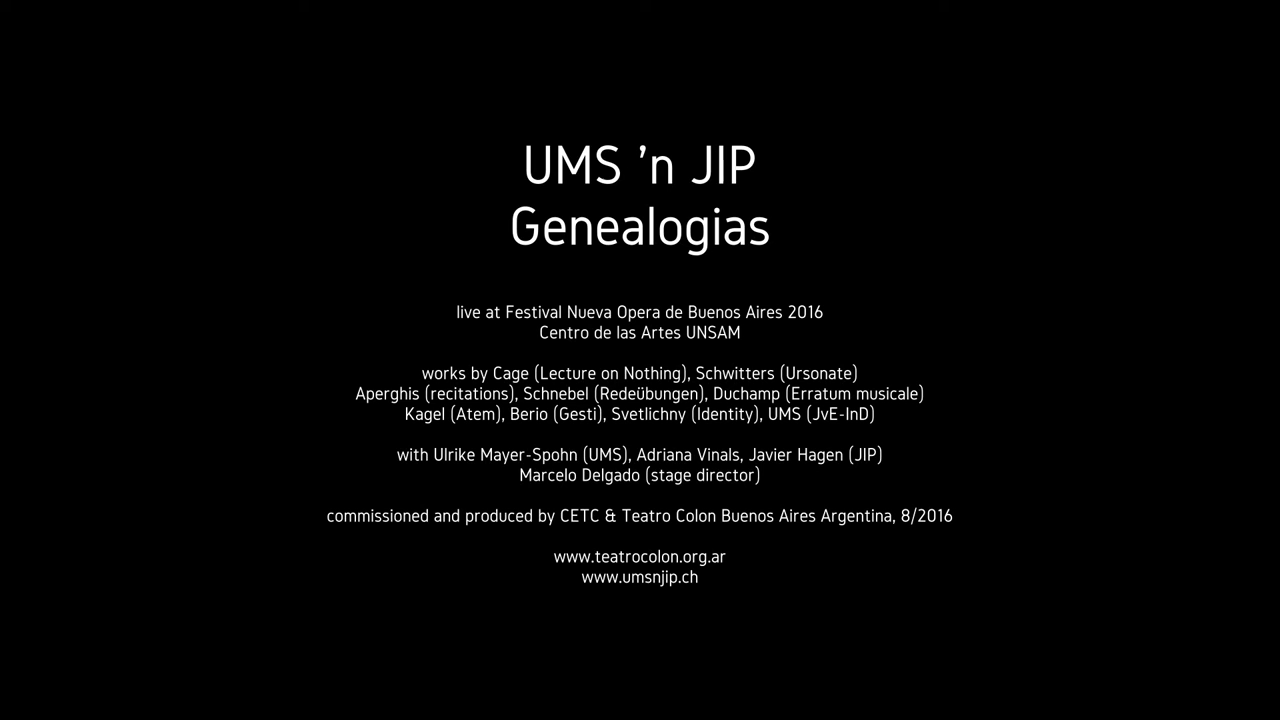 UMS ’n JIP
Genealogias
live at Festival Nueva Opera de Buenos Aires 2016
Centro de las Artes UNSAM
works by Cage (Lecture on Nothing), Schwitters (Ursonate)
Aperghis (recitations), Schnebel (Redeübungen), Duchamp (Erratum musicale)
Kagel (Atem), Berio (Gesti), Svetlichny (Identity), UMS (JvE-InD)
with Ulrike Mayer-Spohn (UMS), Adriana Vinals, Javier Hagen (JIP)
Marcelo Delgado (stage director)
commissioned and produced by CETC & Teatro Colon Buenos Aires Argentina, 8/2016
www.teatrocolon.org.ar
www.umsnjip.ch